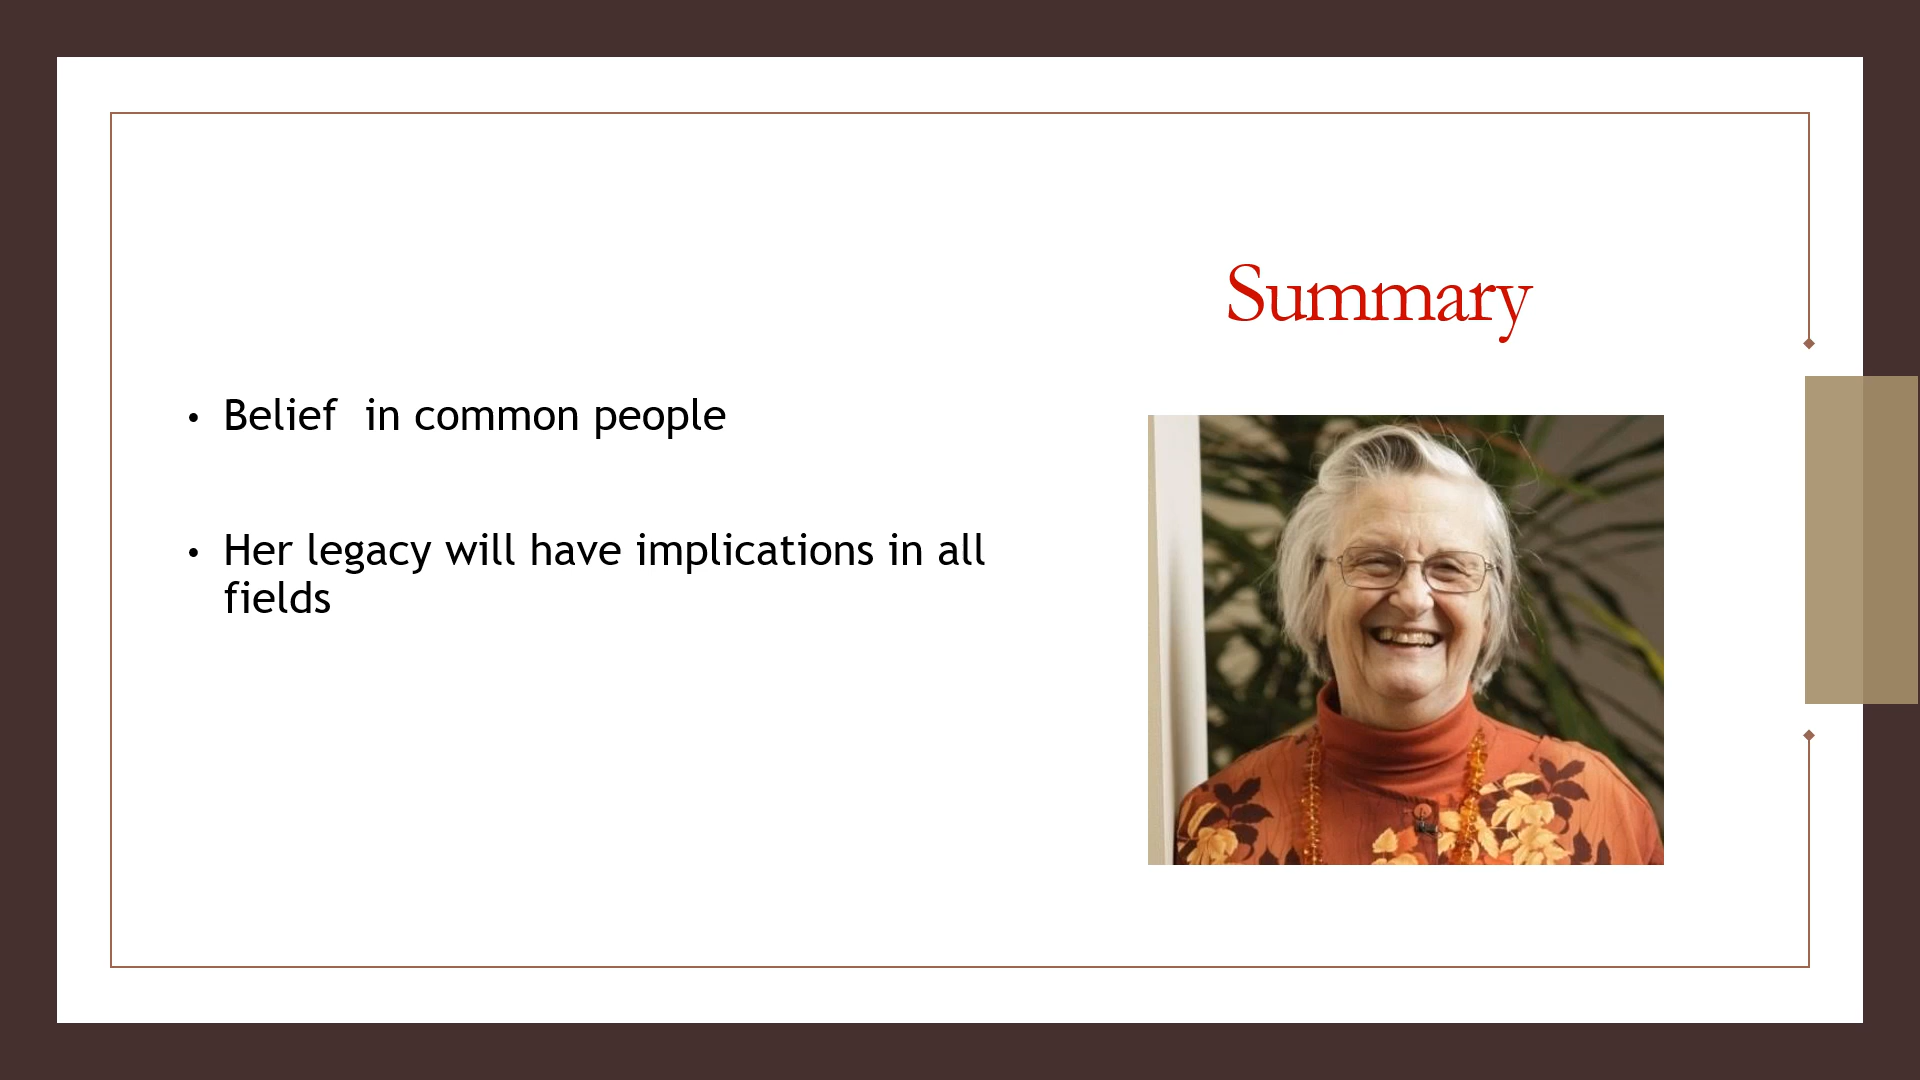 Summary
• Belief  in common people
• Her legacy will have implications in all
fields